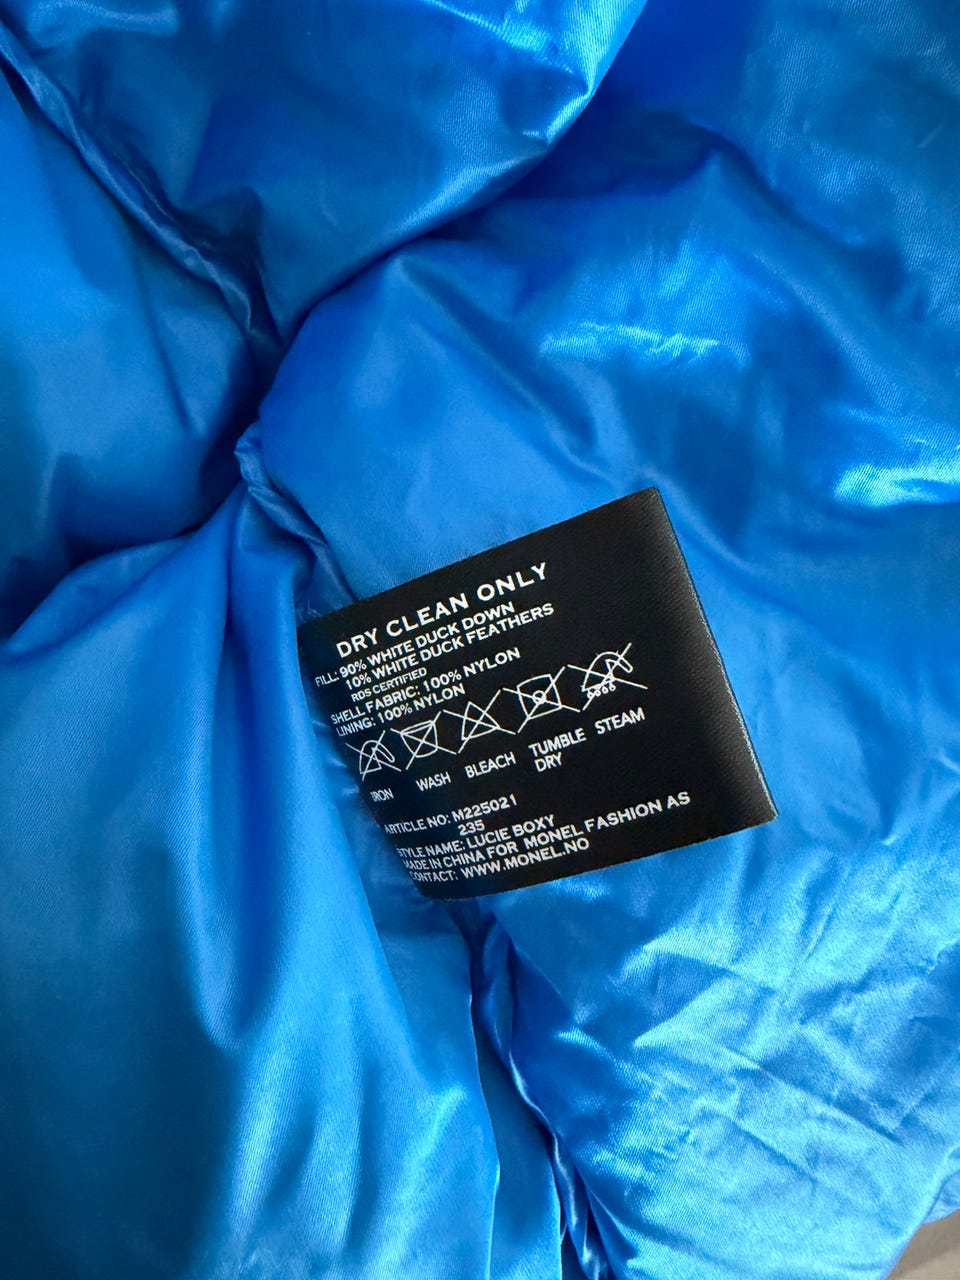 DRY CLEAN ONLY
FILL: 90% WHITE DUCK DOWN
10% WHITE DUCK FEATHERS
RDS CERTIFIED
SHELL FABRIC: 100% NYLON
LINING: 100% NYLON
IRON WASH BLEACH TUMBLE DRY STEAM
ARTICLE NO: M225021
235
STYLE NAME: LUCIE BOXY
MADE IN CHINA FOR MONEL FASHION AS
CONTACT: WWW.MONEL.NO